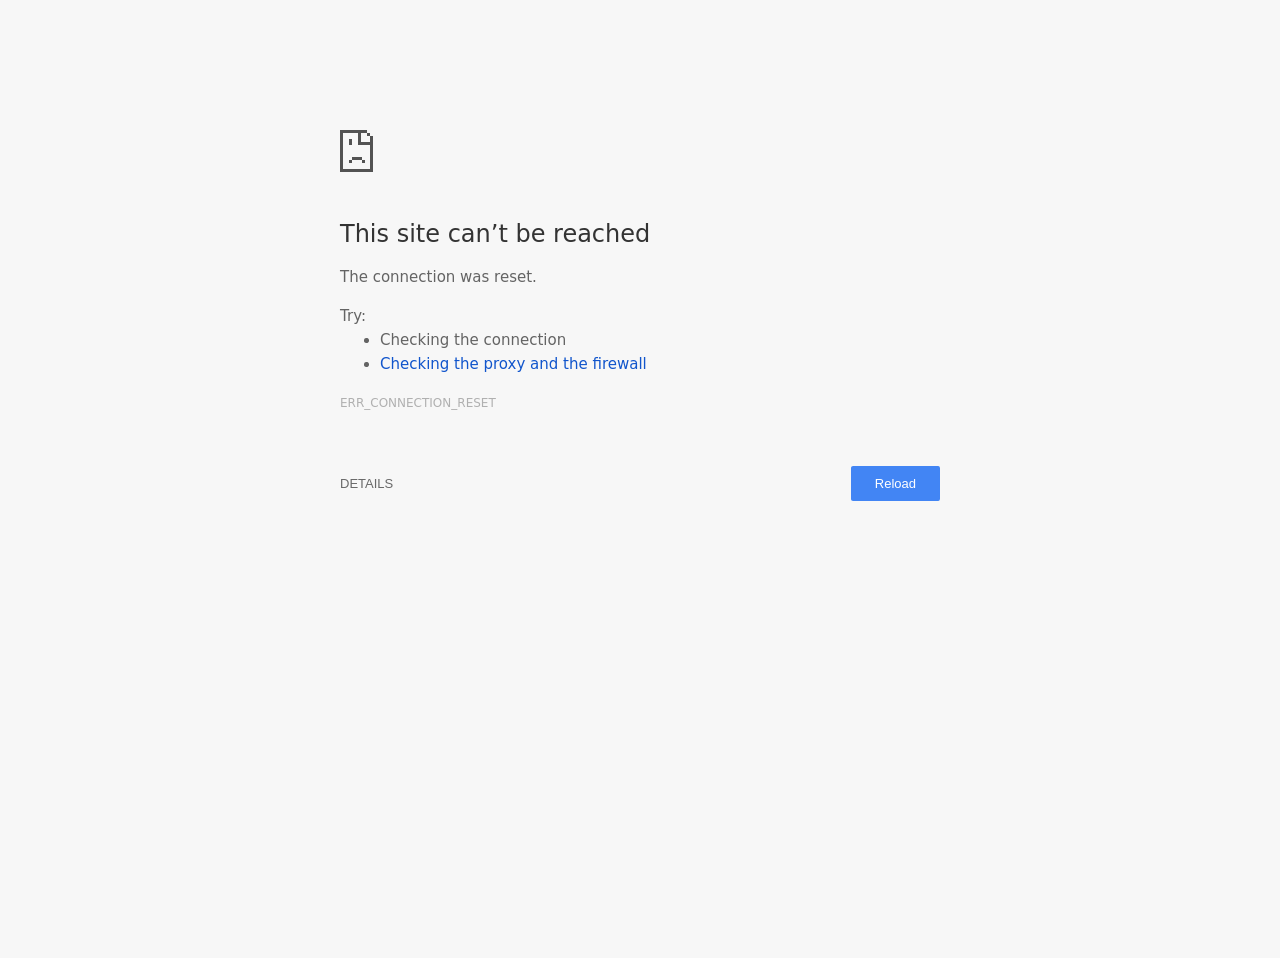 This site can’t be reached
The connection was reset.
Try:
Checking the connection
Checking the proxy and the firewall
ERR_CONNECTION_RESET
DETAILS
Reload